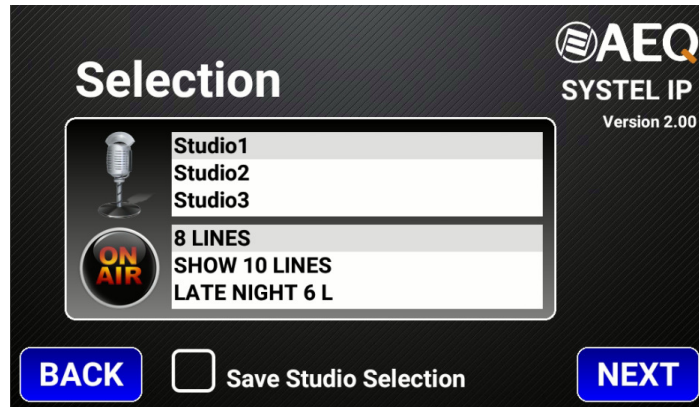 AEQ
Selection
SYSTEL IP
Version 2.00
Studio1
Studio2
Studio3
ON AIR
8 LINES
SHOW 10 LINES
LATE NIGHT 6 L
BACK
Save Studio Selection
NEXT